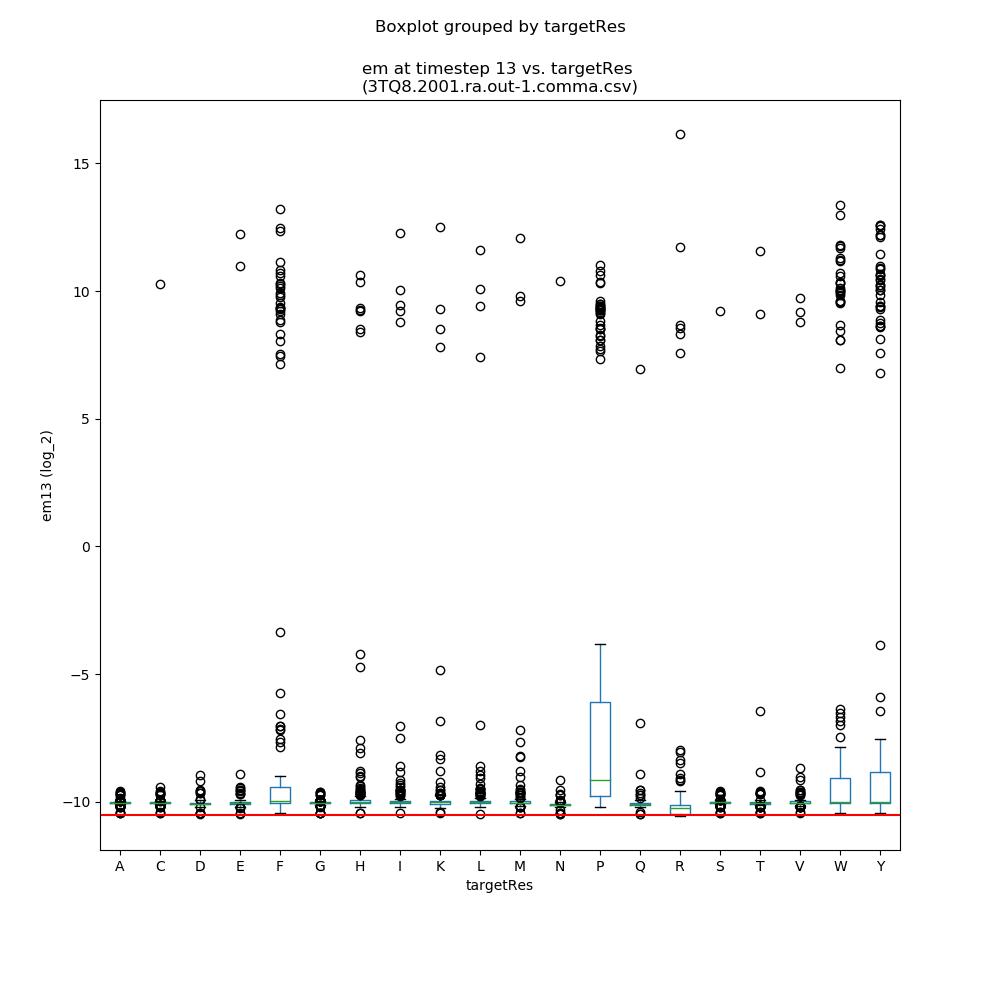 Boxplot grouped by targetRes
em at timestep 13 vs. targetRes
(3TQ8.2001.ra.out-1.comma.csv)
15
10
5
0
−5
−10
em13 (log_2)
A C D E F G H I K L M N P Q R S T V W Y
targetRes